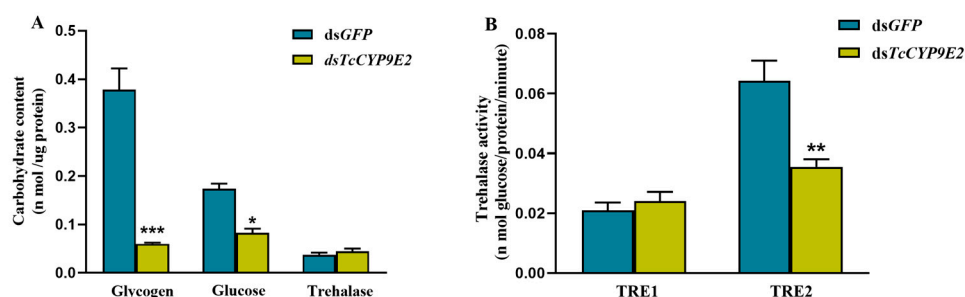 A
Carbohydrate content
(n mol /ug protein)
0.5
0.4
0.3
0.2
0.1
0.0
dsGFP
dsTcCYP9E2
***
*
Glycogen
Glucose
Trehalase
B
Trehalase activity
(n mol glucose/protein/minute)
0.08
0.06
0.04
0.02
0.00
dsGFP
dsTcCYP9E2
**
TRE1
TRE2